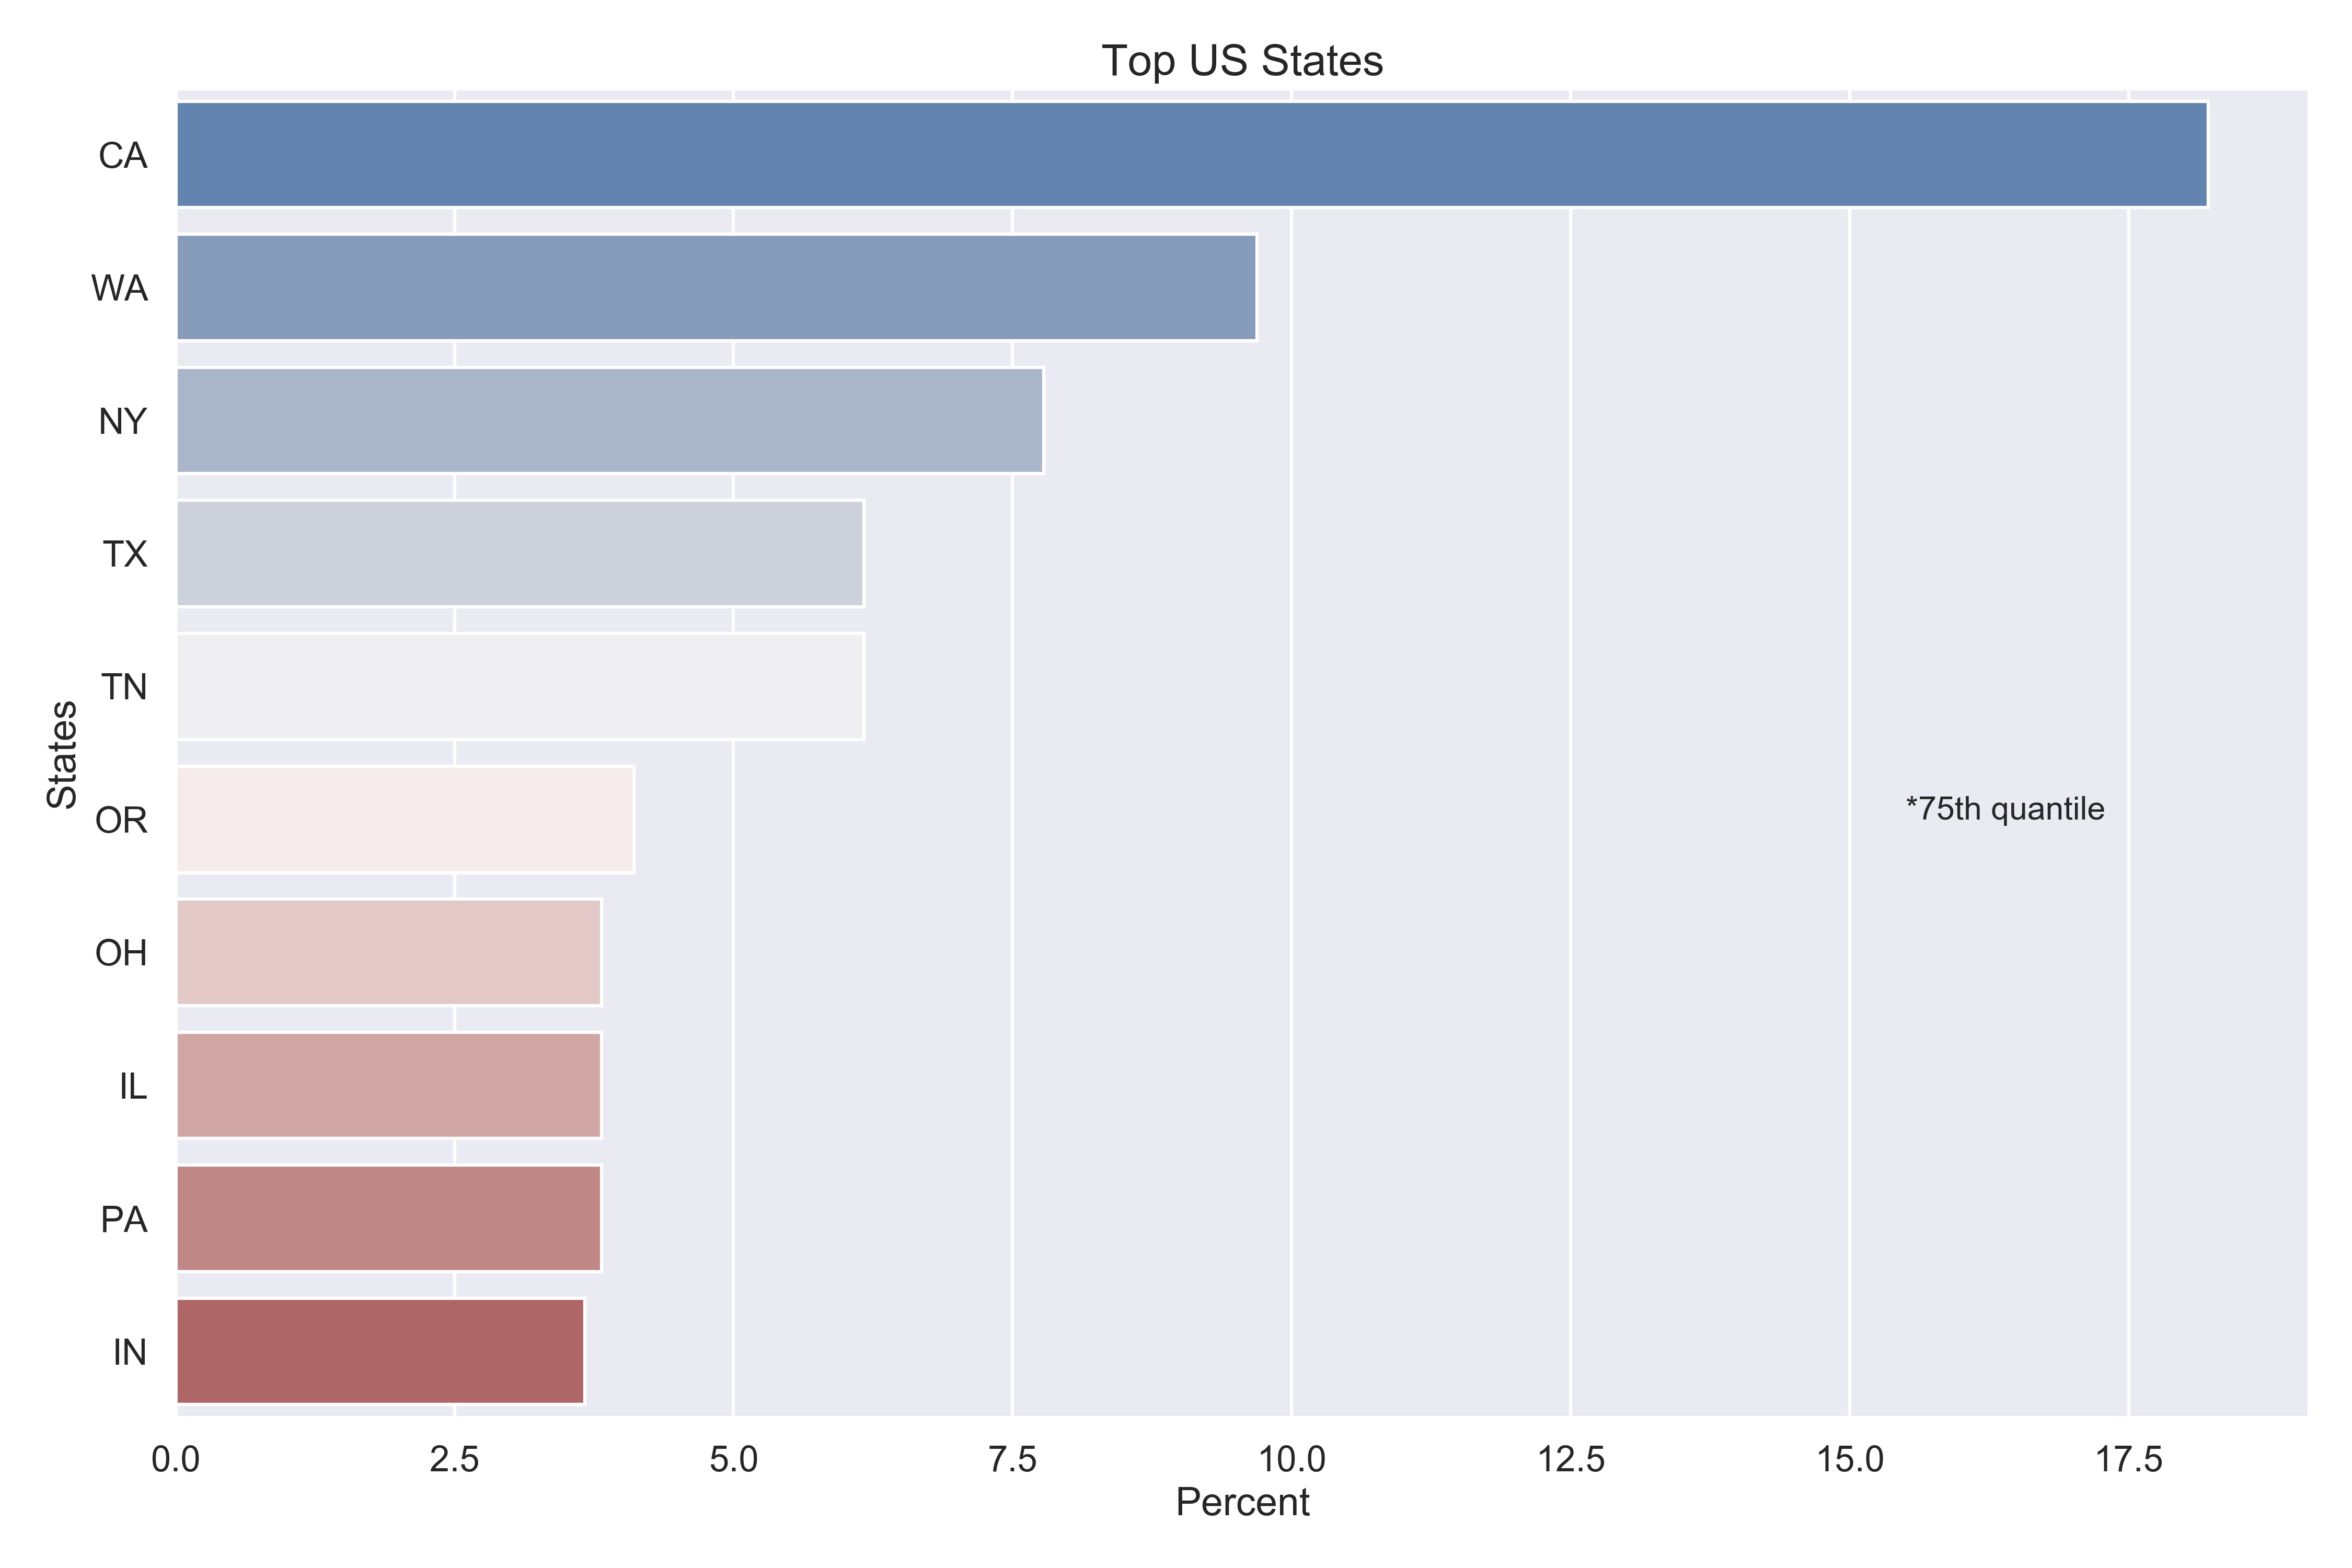 Top US States
CA
WA
NY
TX
TN
OR
OH
IL
PA
IN
States
*75th quantile
0.0 2.5 5.0 7.5 10.0 12.5 15.0 17.5
Percent